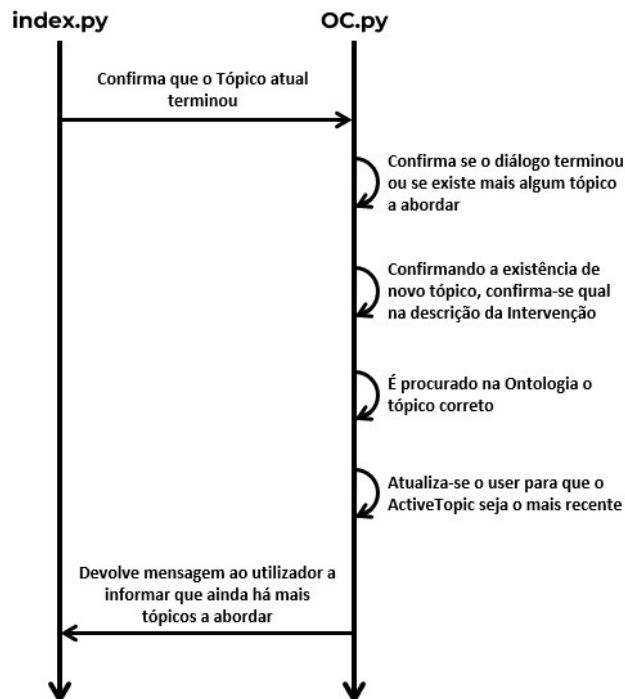 index.py
OC.py
Confirma que o Tópico atual
terminou
Confirma se o diálogo terminou
ou se existe mais algum tópico
a abordar
Confirmando a existência de
novo tópico, confirma-se qual
na descrição da Intervenção
É procurado na Ontologia o
tópico correto
Atualiza-se o user para que o
ActiveTopic seja o mais recente
Devolve mensagem ao utilizador a
informar que ainda há mais
tópicos a abordar